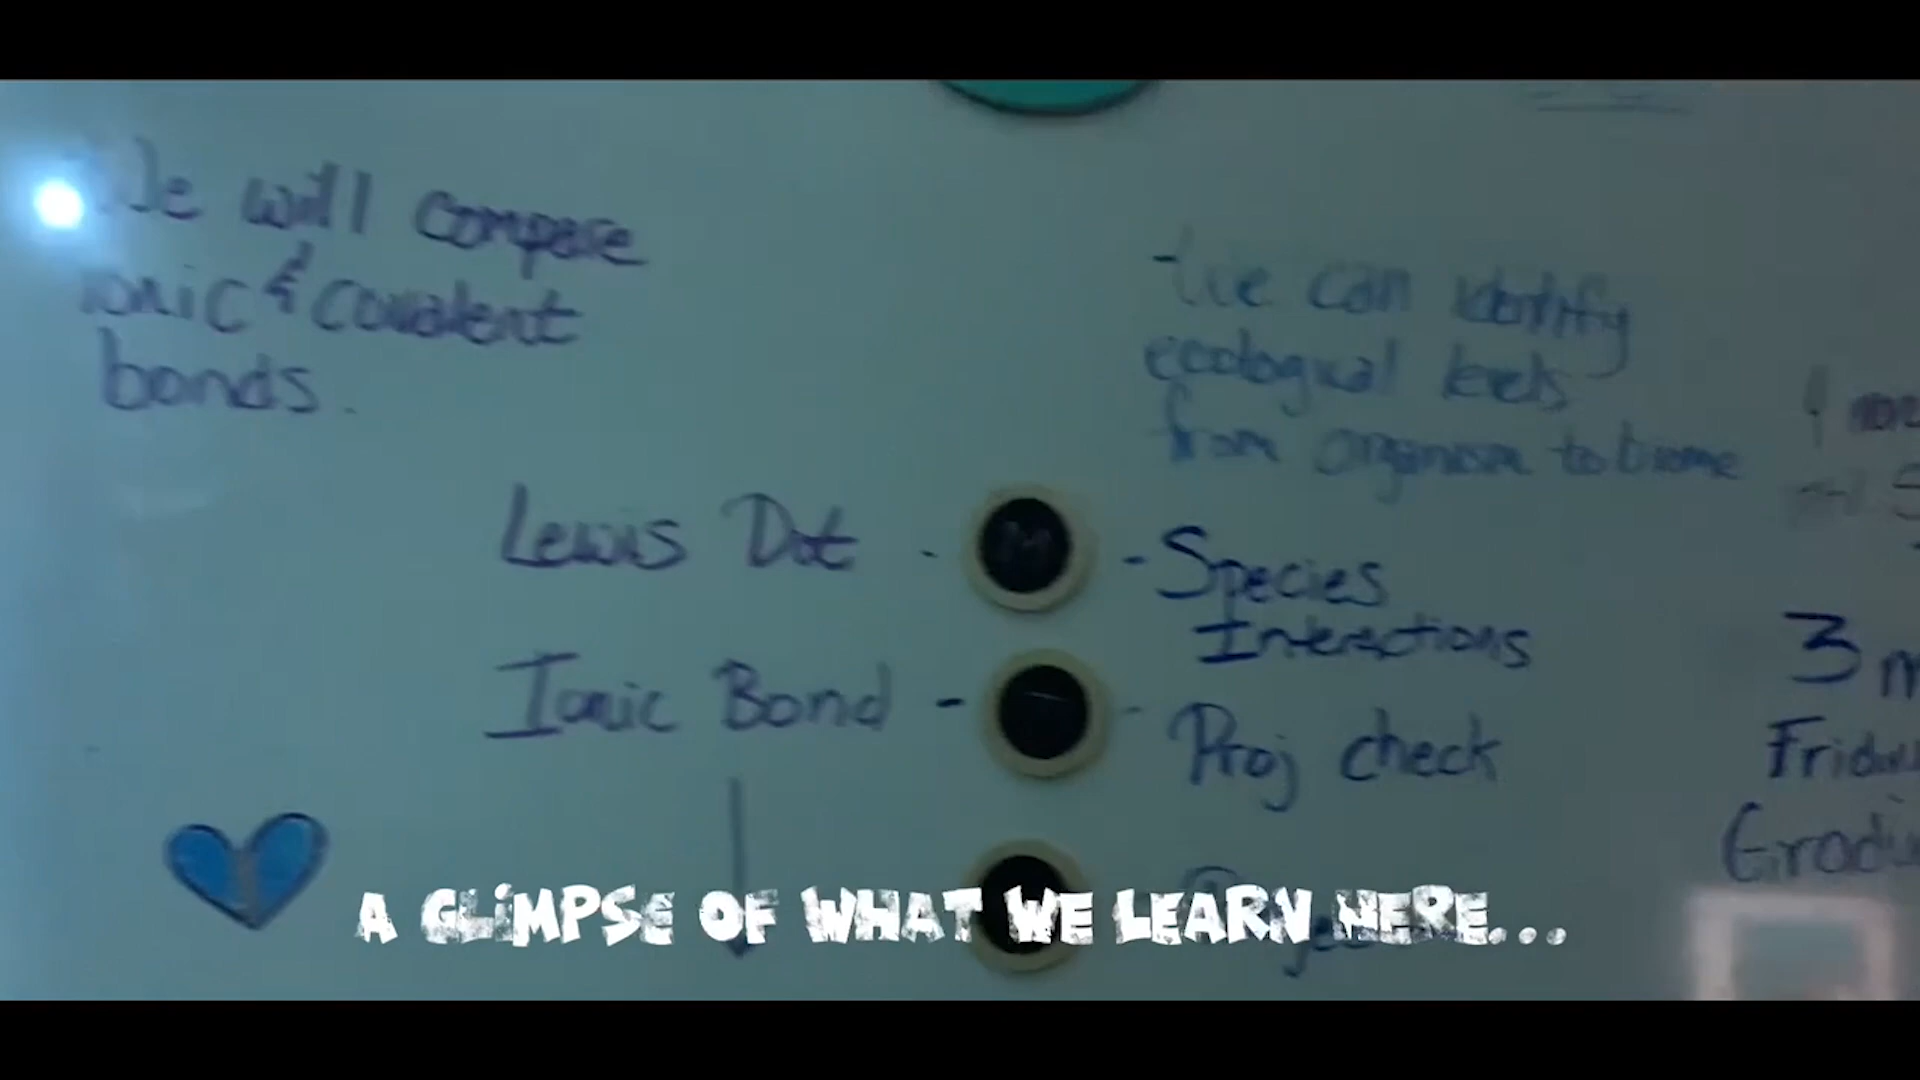 We will compare
ionic & covalent
bonds.
- We can identify
ecological levels
from organism to biome
Lewis Dot -
- Species
Interactions
Ionic Bond -
- Proj check
3
A GLIMPSE OF WHAT WE LEARN HERE...